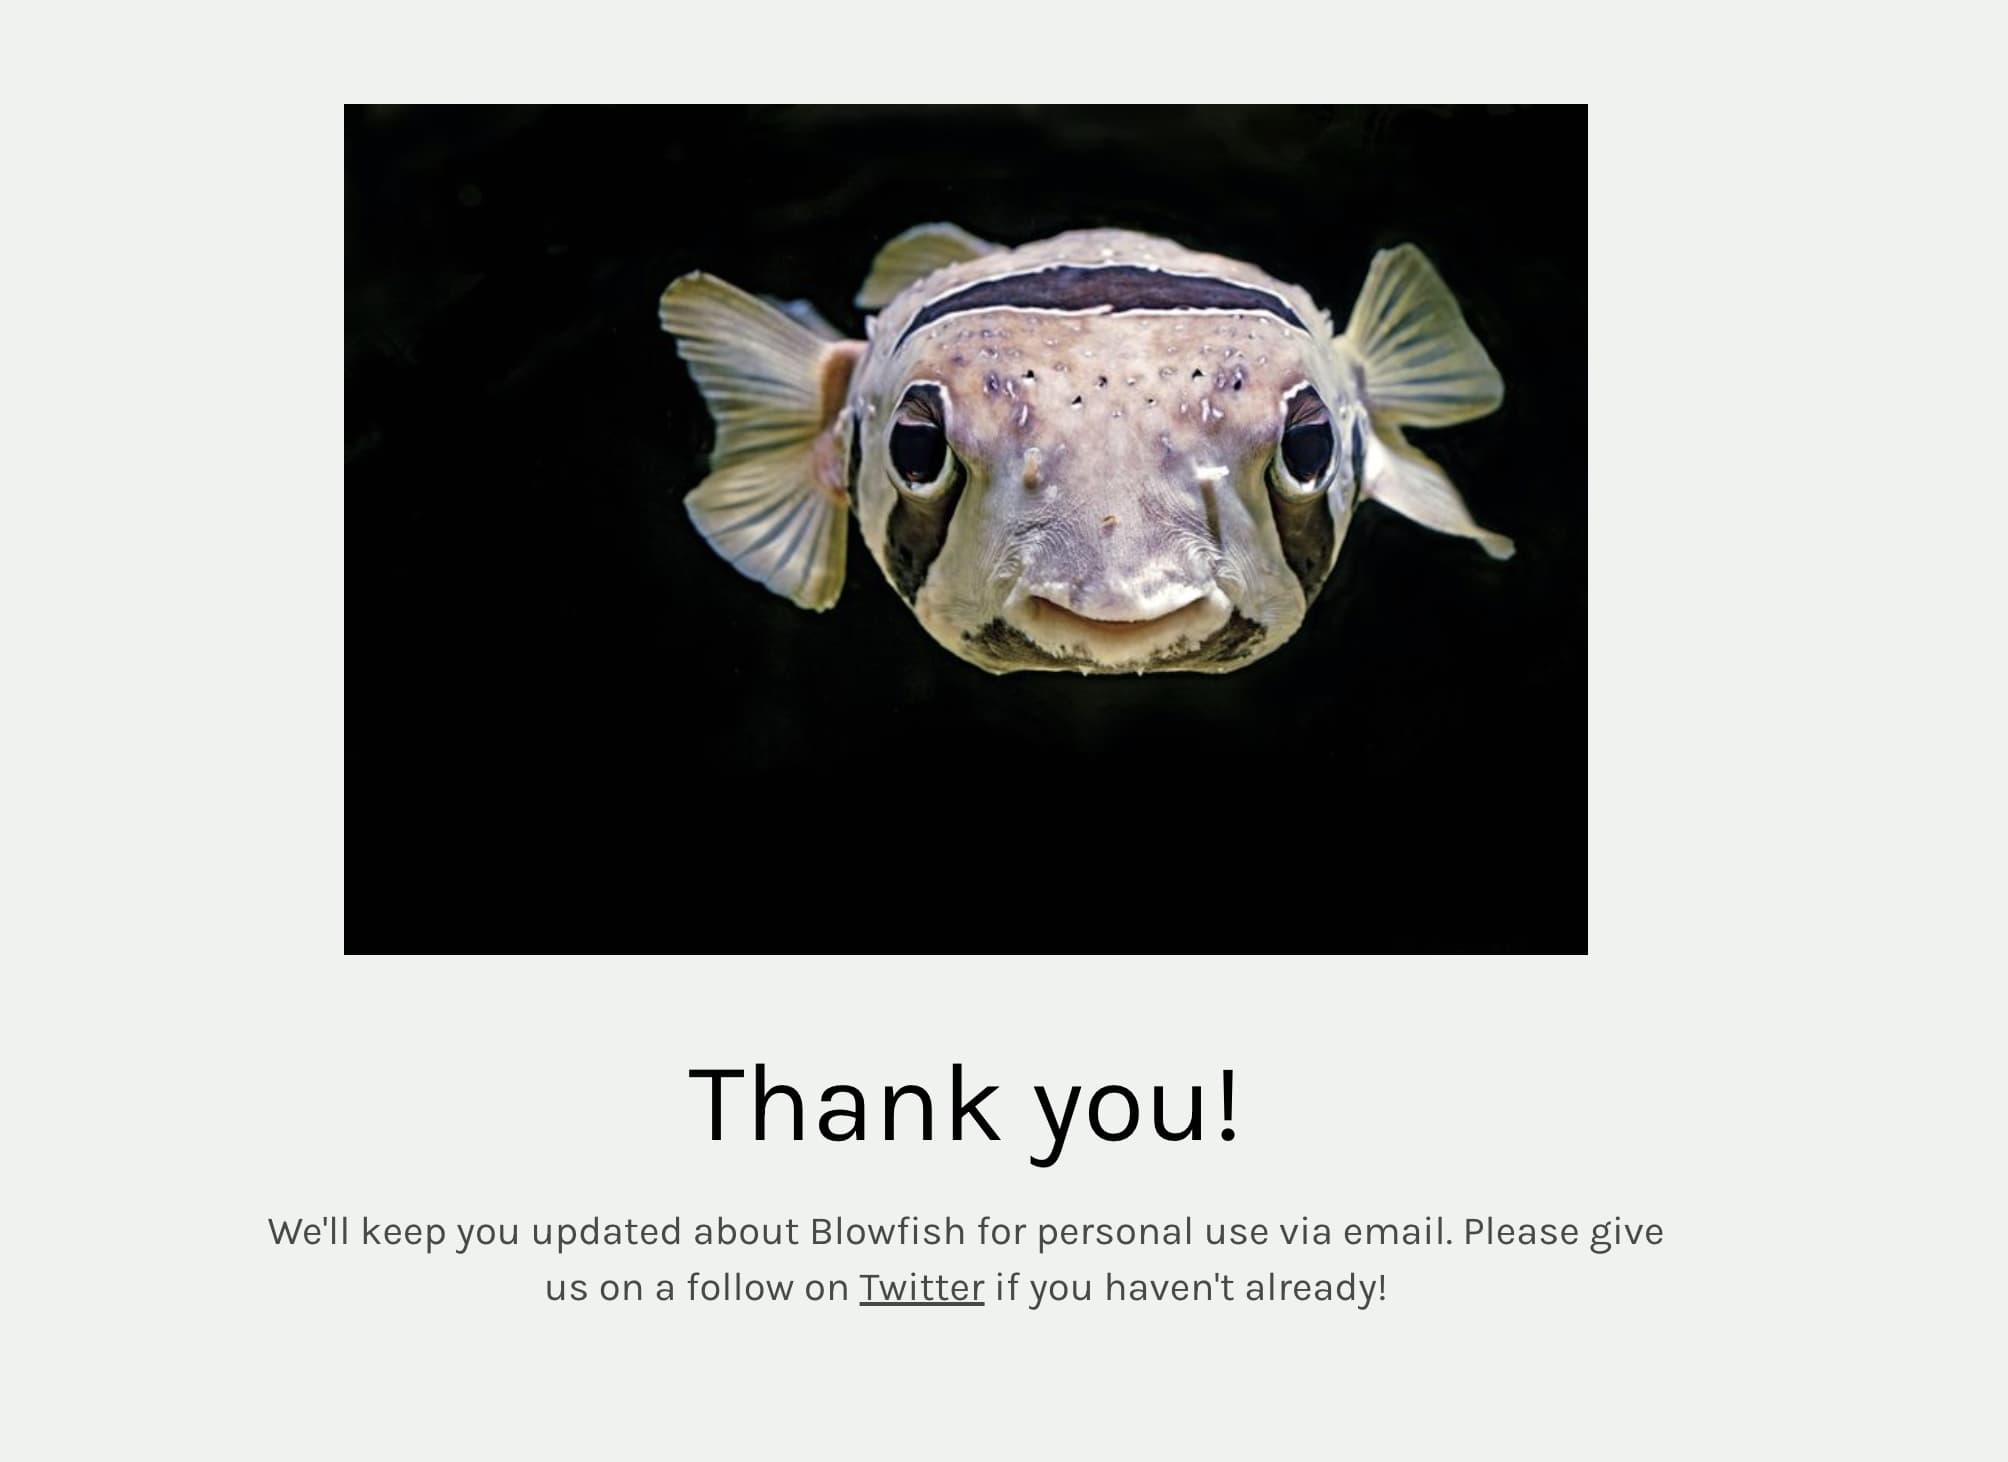 Thank you!
We'll keep you updated about Blowfish for personal use via email. Please give
us on a follow on Twitter if you haven't already!